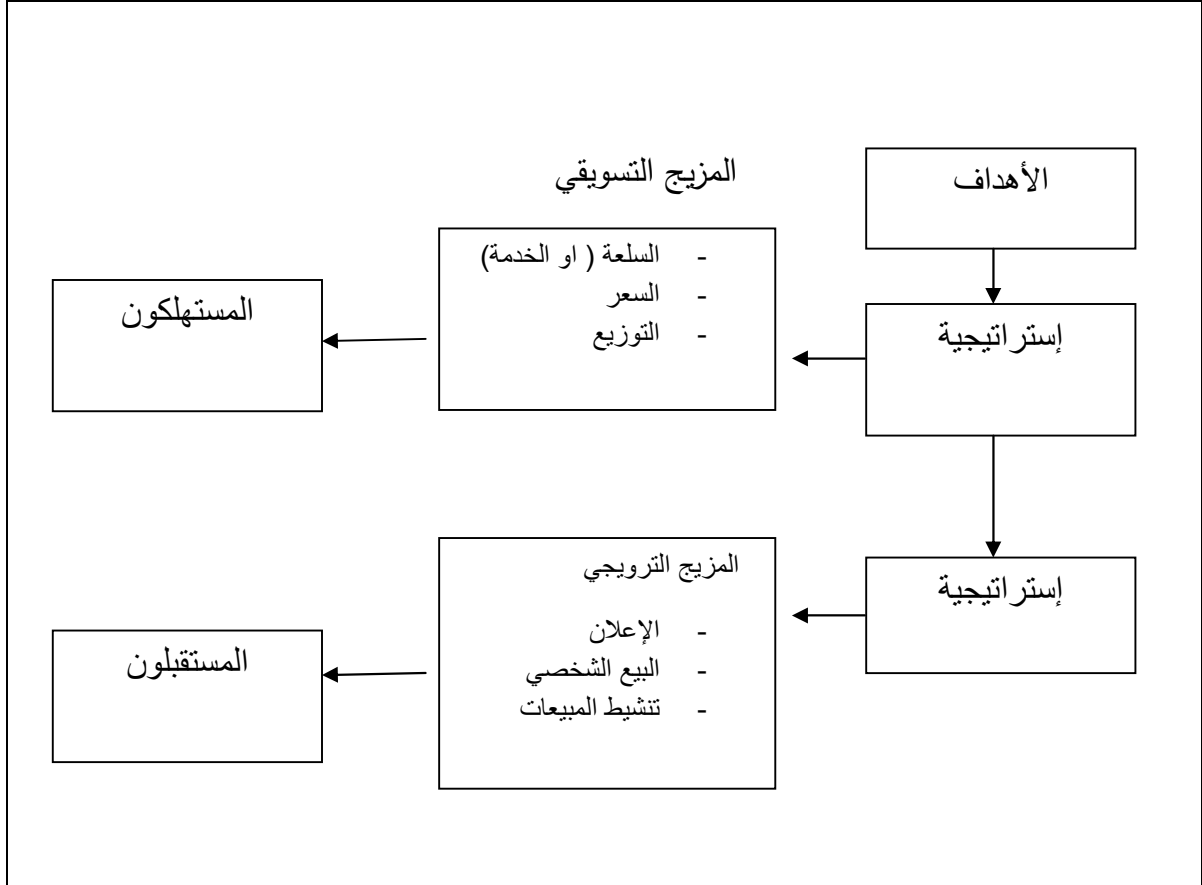 الأهداف
المزيج التسويقي
- السلعة ( او الخدمة)
- السعر
- التوزيع
المستهلكون
إستراتيجية
المزيج الترويجي
- الإعلان
- البيع الشخصي
- تنشيط المبيعات
إستراتيجية
المستقبلون